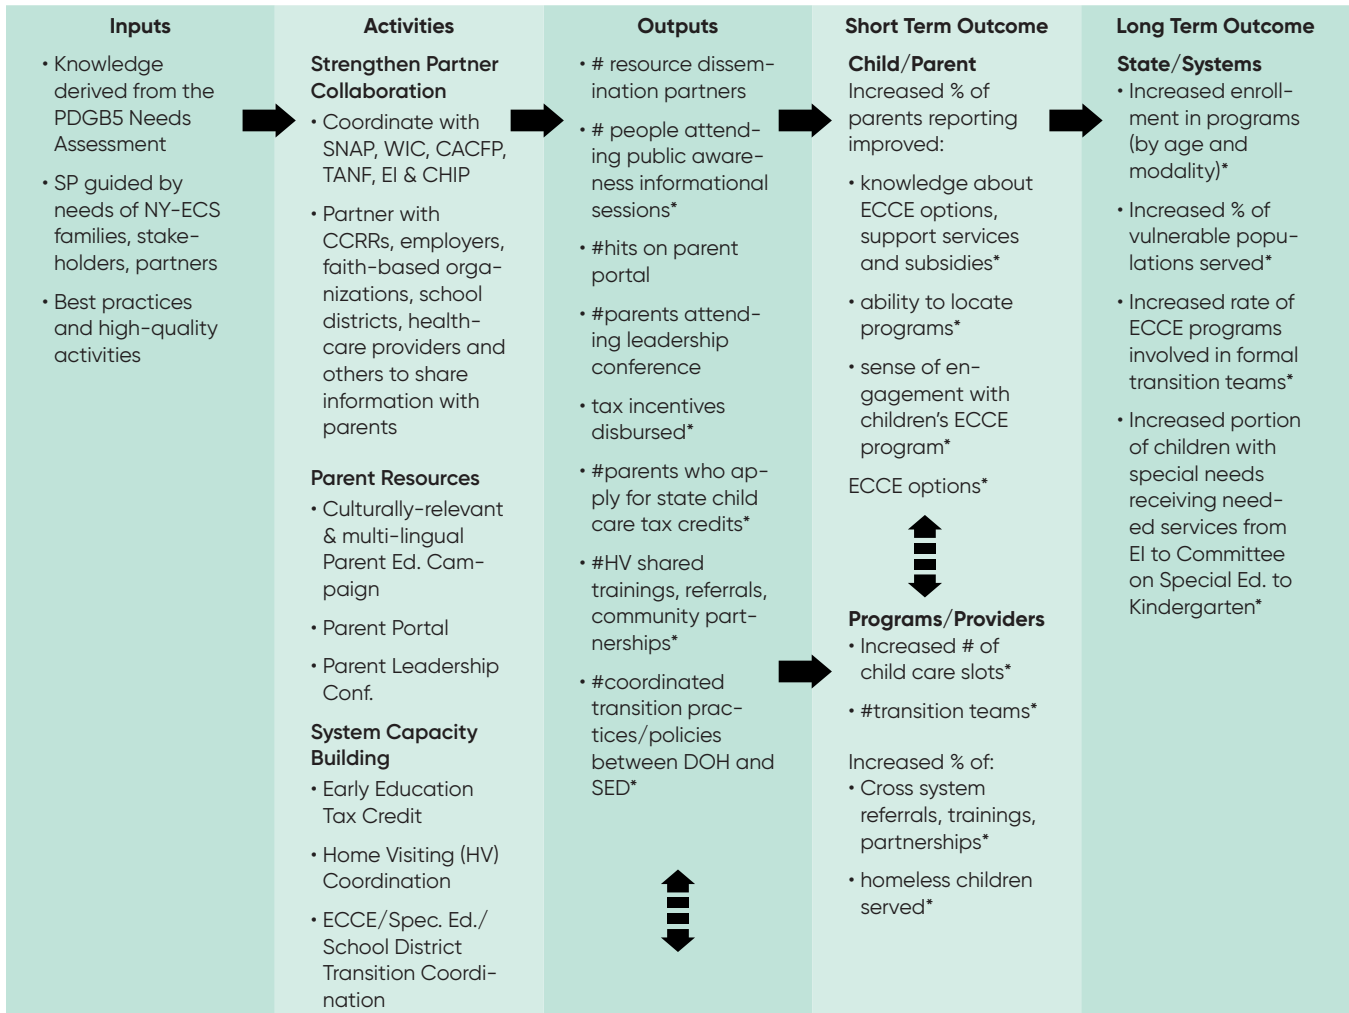 Inputs
• Knowledge
derived from the
PDGB5 Needs
Assessment
• SP guided by
needs of NY-ECS
families, stake-
holders, partners
• Best practices
and high-quality
activities
Activities
Strengthen Partner
Collaboration
• Coordinate with
SNAP, WIC, CACFP,
TANF, EI & CHIP
• Partner with
CCRRs, employers,
faith-based orga-
nizations, school
districts, health-
care providers and
others to share
information with
parents
Parent Resources
• Culturally-relevant
& multi-lingual
Parent Ed. Cam-
paign
• Parent Portal
• Parent Leadership
Conf.
System Capacity
Building
• Early Education
Tax Credit
• Home Visiting (HV)
Coordination
• ECCE/Spec. Ed./
School District
Transition Coordi-
nation
Outputs
• # resource dissem-
ination partners
• # people attend-
ing public aware-
ness informational
sessions*
• #hits on parent
portal
• #parents attend-
ing leadership
conference
• tax incentives
disbursed*
• #parents who ap-
ply for state child
care tax credits*
• #HV shared
trainings, referrals,
community part-
nerships*
• #coordinated
transition prac-
tices/policies
between DOH and
SED*
Short Term Outcome
Child/Parent
Increased % of
parents reporting
improved:
• knowledge about
ECCE options,
support services
and subsidies*
• ability to locate
programs*
• sense of en-
gagement with
children's ECCE
program*
ECCE options*
Programs/Providers
• Increased # of
child care slots*
• #transition teams*
Increased % of:
• Cross system
referrals, trainings,
partnerships*
• homeless children
served*
Long Term Outcome
State/Systems
• Increased enroll-
ment in programs
(by age and
modality)*
• Increased % of
vulnerable popu-
lations served*
• Increased rate of
ECCE programs
involved in formal
transition teams*
• Increased portion
of children with
special needs
receiving need-
ed services from
EI to Committee
on Special Ed. to
Kindergarten*